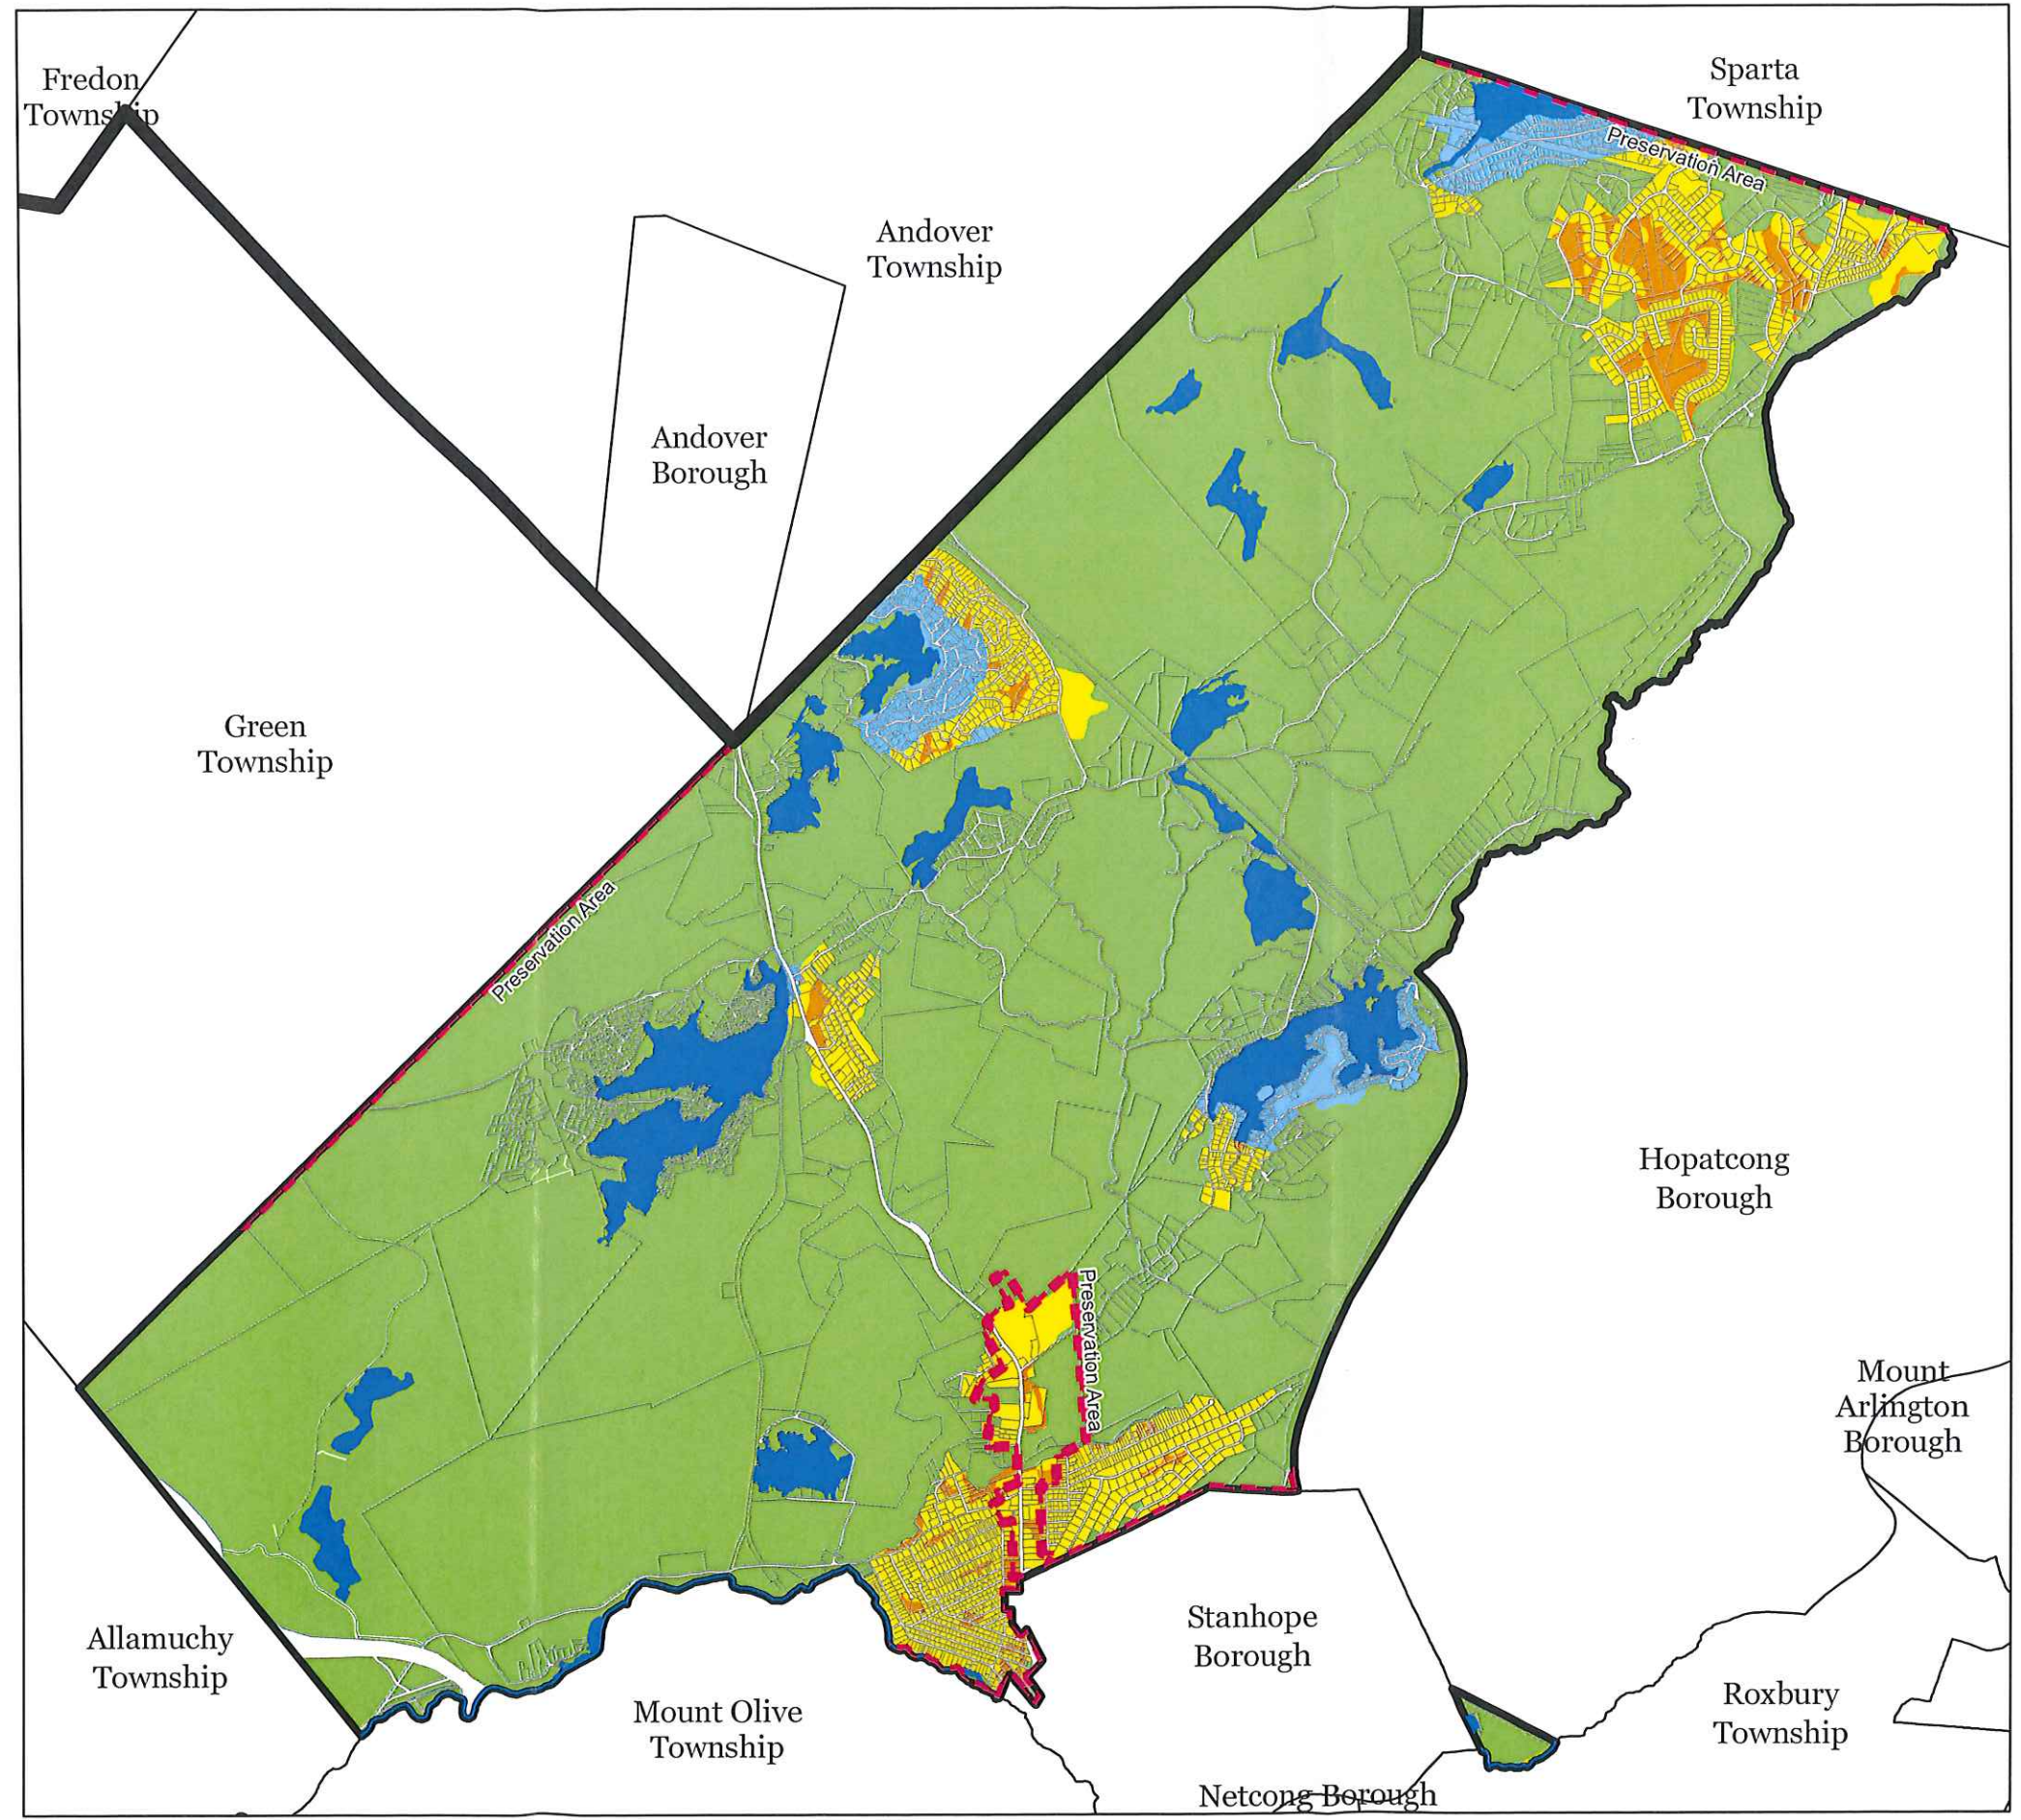 Fredon
Township
Sparta
Township
Preservation Area
Andover
Township
Andover
Borough
Green
Township
Preservation Area
Hopatcong
Borough
Preservation Area
Mount
Arlington
Borough
Allamuchy
Township
Stanhope
Borough
Mount Olive
Township
Roxbury
Township
Netcong Borough